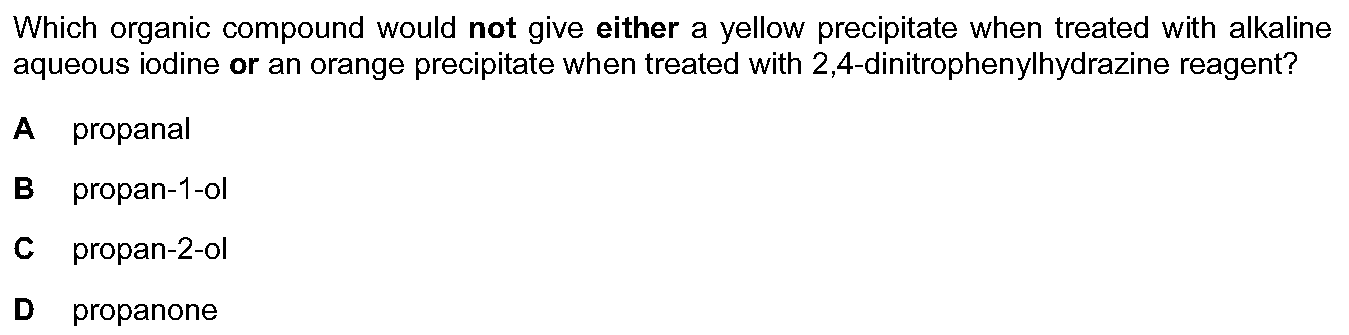 Which organic compound would not give either a yellow precipitate when treated with alkaline
aqueous iodine or an orange precipitate when treated with 2,4-dinitrophenylhydrazine reagent?
A propanal
B propan-1-ol
C propan-2-ol
D propanone